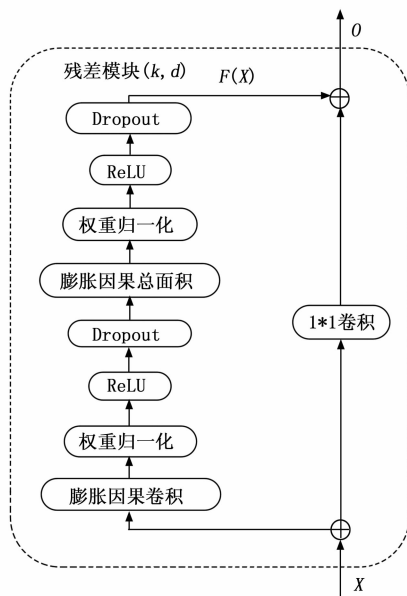 O
残差模块(k,d)
F(X)
Dropout
ReLU
权重归一化
膨胀因果总面积
Dropout
1*1卷积
ReLU
权重归一化
膨胀因果卷积
X